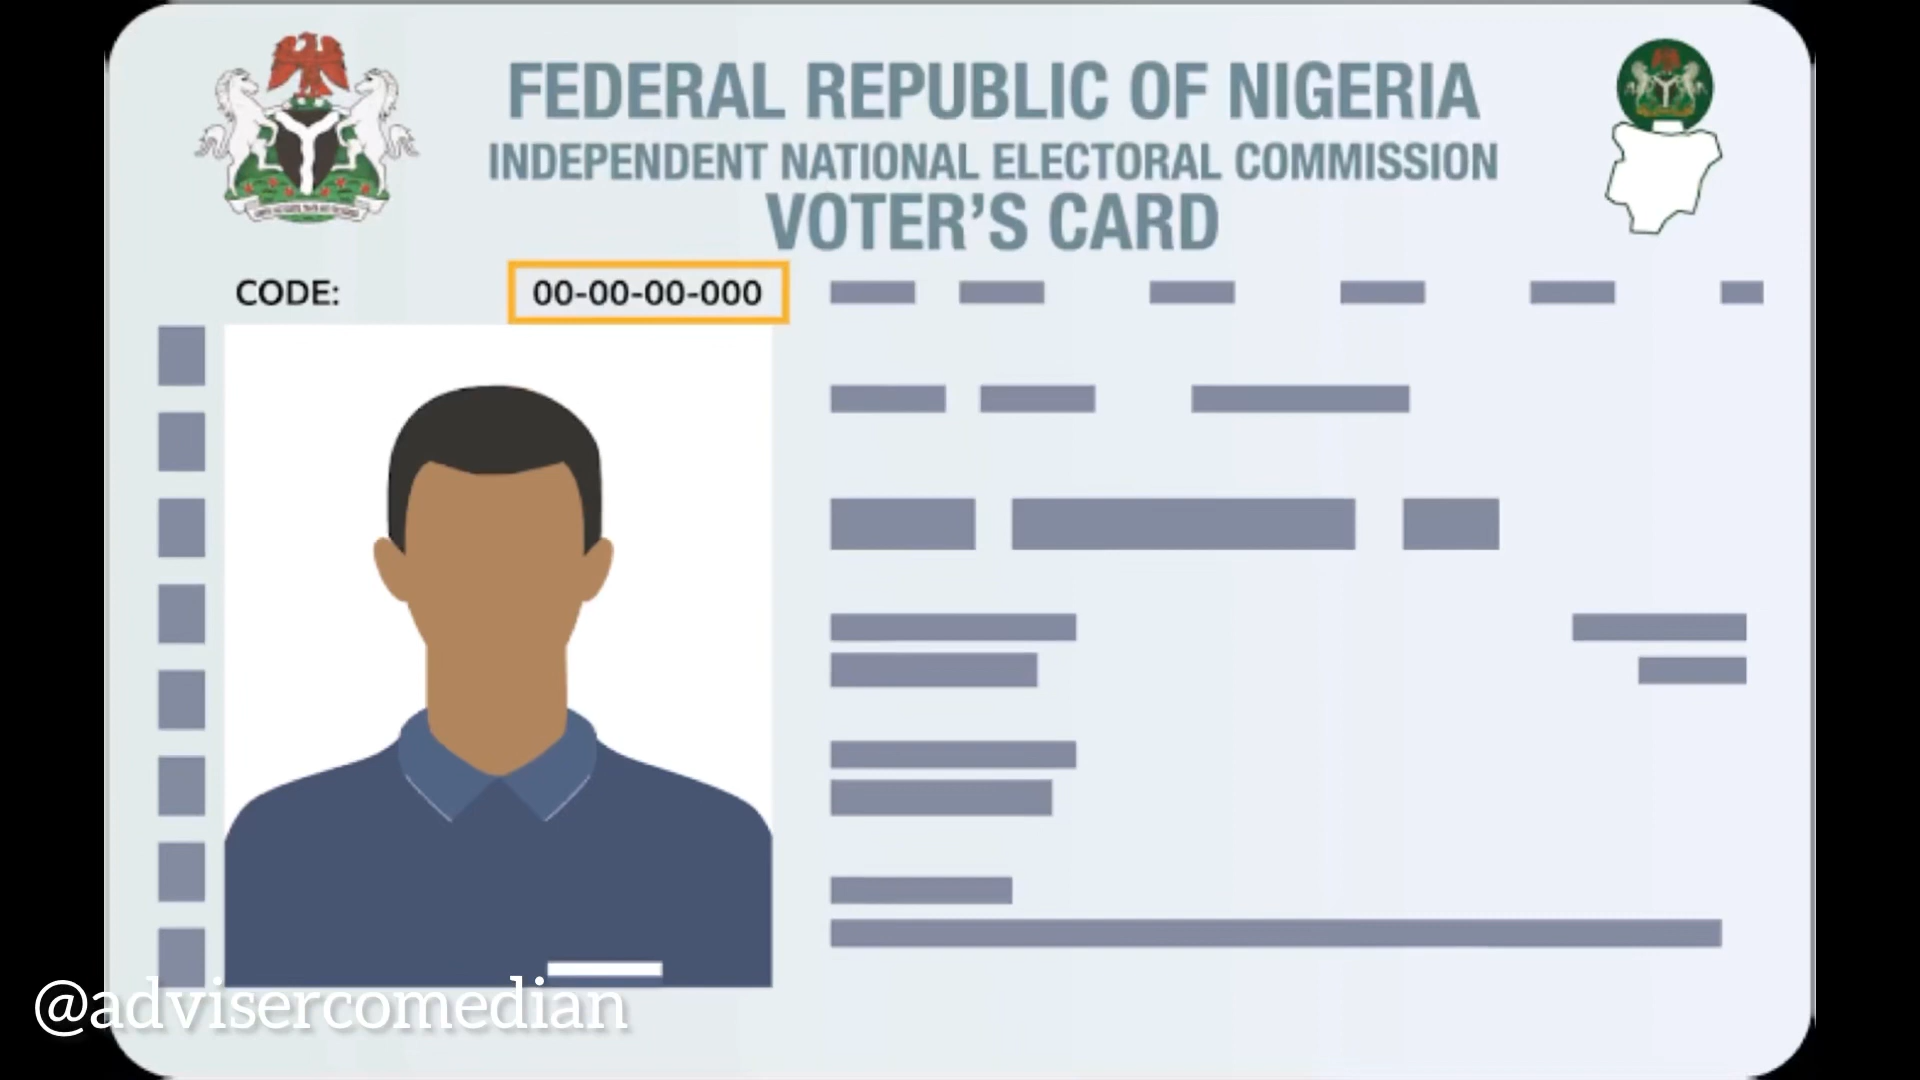 FEDERAL REPUBLIC OF NIGERIA
INDEPENDENT NATIONAL ELECTORAL COMMISSION
VOTER'S CARD
CODE: 00-00-00-000
@advisercomedian